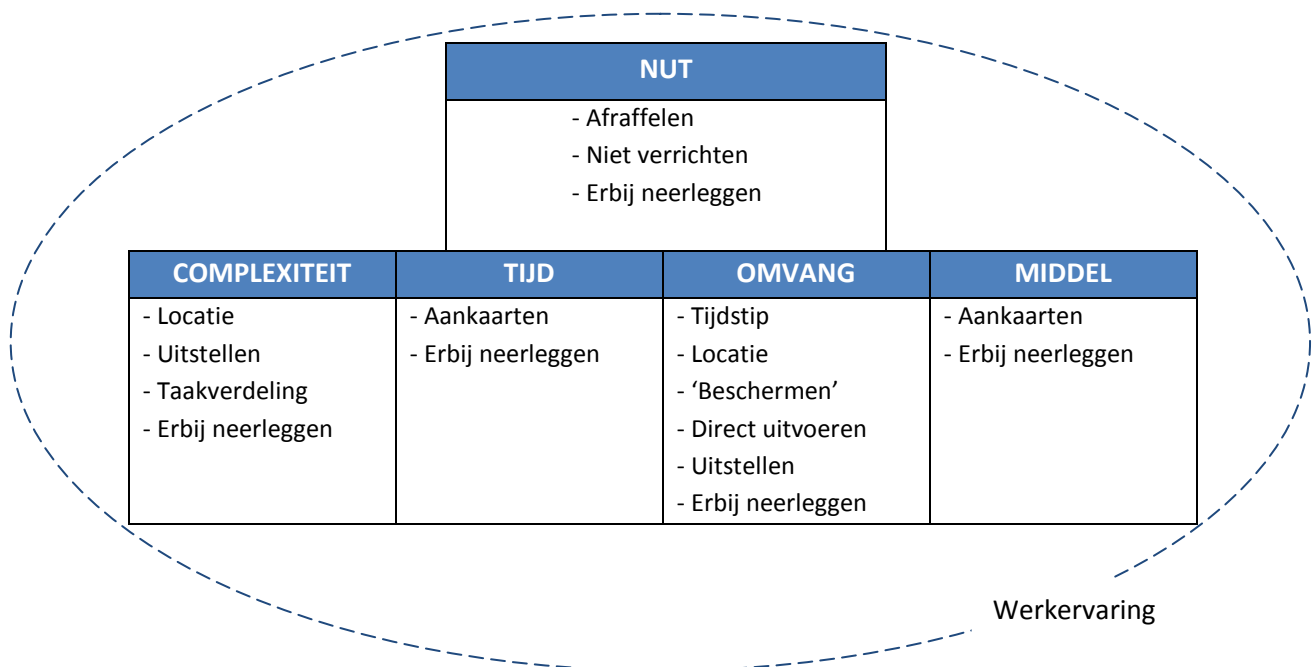 NUT
- Afraffelen
- Niet verrichten
- Erbij neerleggen
COMPLEXITEIT
- Locatie
- Uitstellen
- Taakverdeling
- Erbij neerleggen
TIJD
- Aankaarten
- Erbij neerleggen
OMVANG
- Tijdstip
- Locatie
- ‘Beschermen’
- Direct uitvoeren
- Uitstellen
- Erbij neerleggen
MIDDEL
- Aankaarten
- Erbij neerleggen
Werkervaring